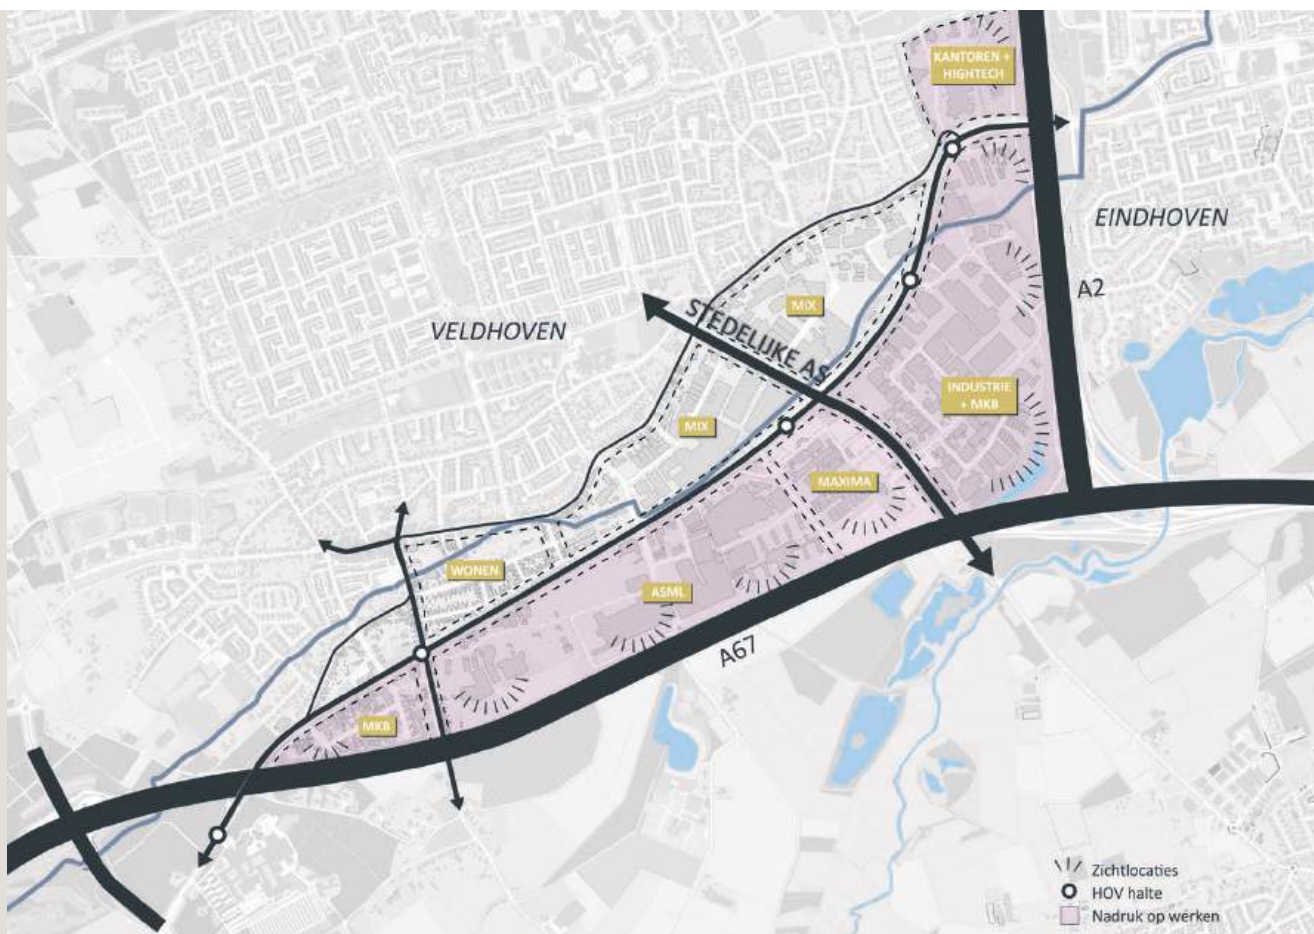 KANTOREN +
HIGHTECH
EINDHOVEN
A2
MIX
STEDELIJKE AS
VELDHOVEN
INDUSTRIE
+ MKB
MIX
MAXIMA
WONEN
ASML
A67
MKB
Zichtlocaties
HOV halte
Nadruk op werken